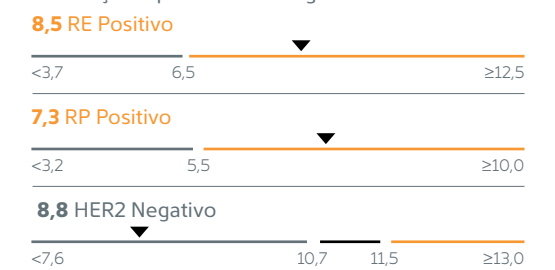 8,5 RE Positivo
<3,7 6,5 ≥12,5
7,3 RP Positivo
<3,2 5,5 ≥10,0
8,8 HER2 Negativo
<7,6 10,7 11,5 ≥13,0